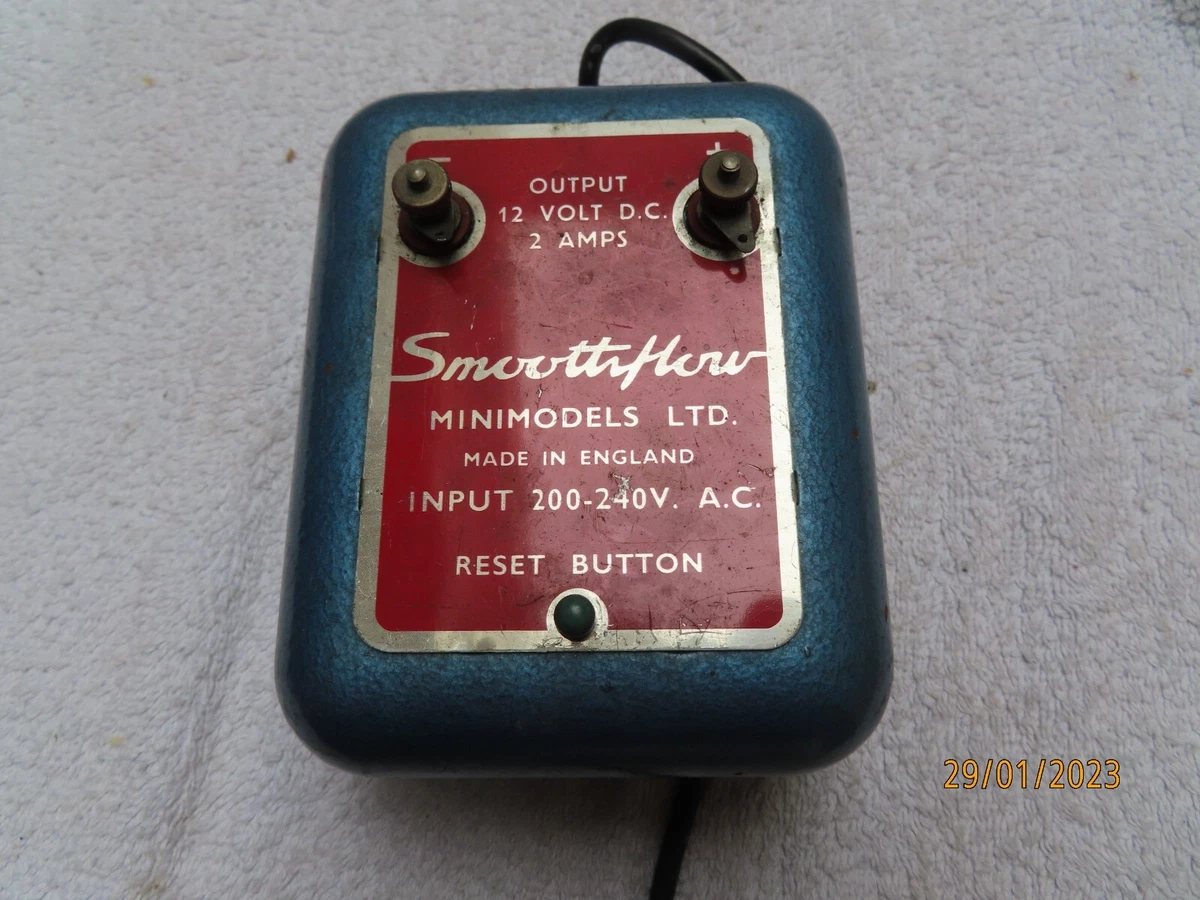 - +
OUTPUT
12 VOLT D.C.
2 AMPS
Smoothflow
MINIMODELS LTD.
MADE IN ENGLAND
INPUT 200-240V. A.C.
RESET BUTTON
29/01/2023